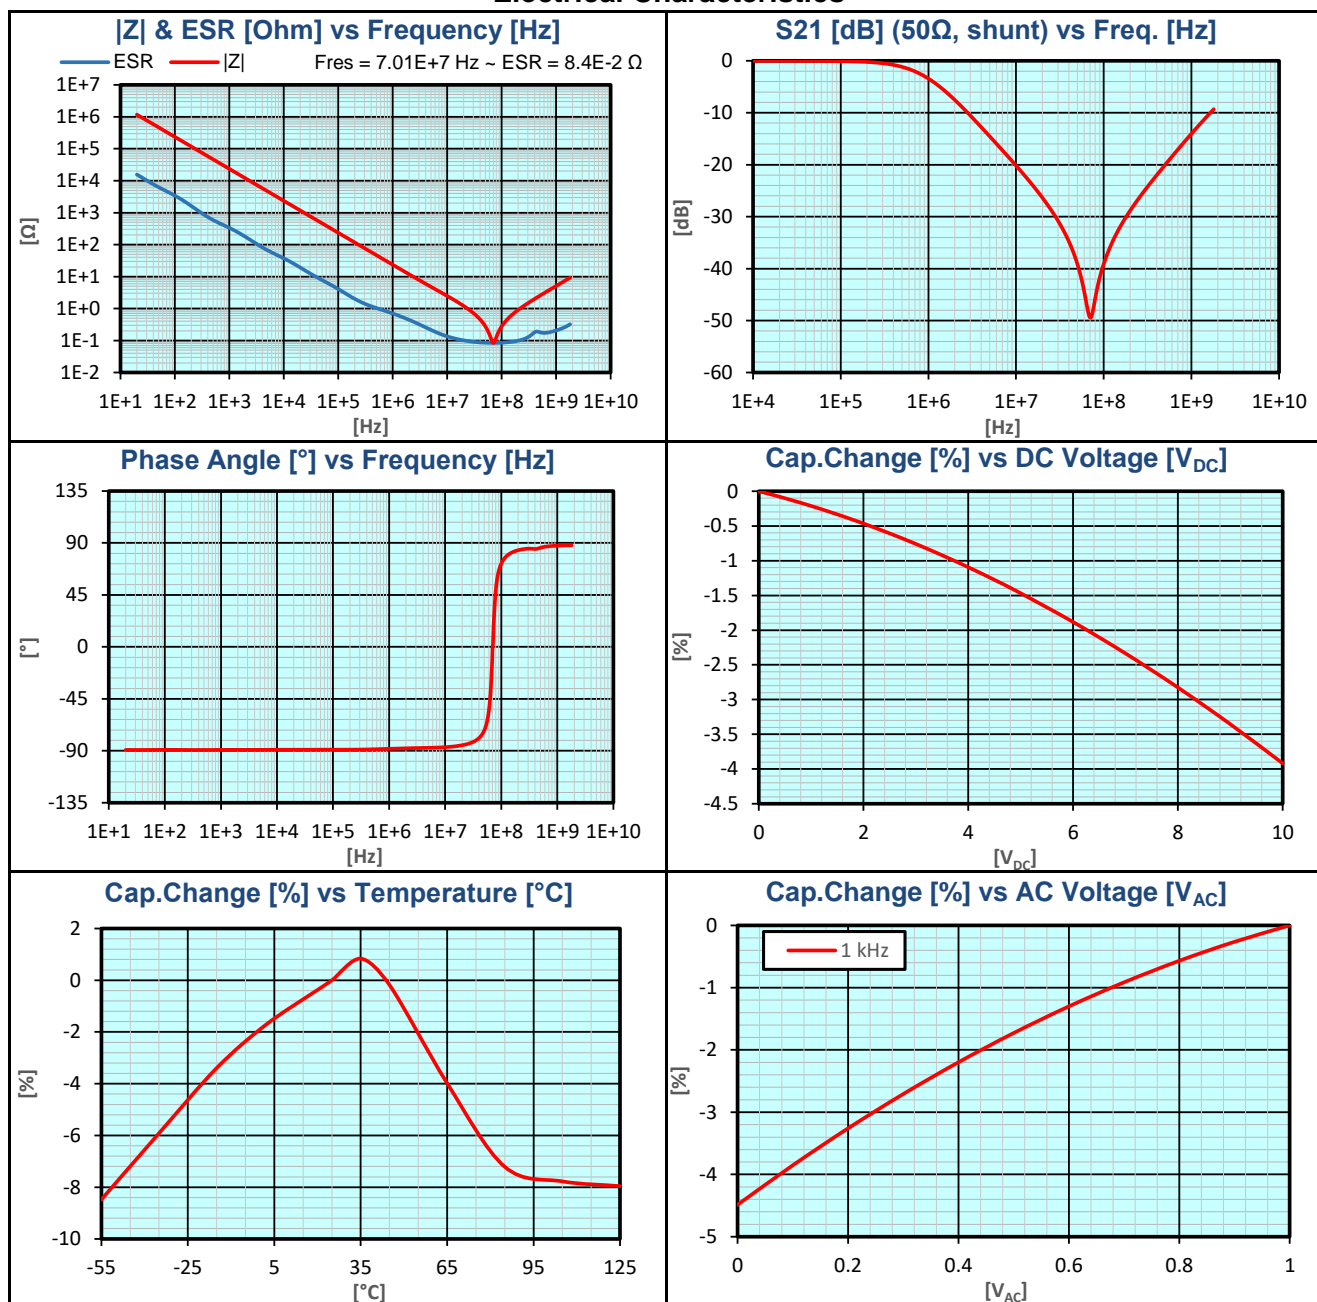 Electrical Characteristics
|Z| & ESR [Ohm] vs Frequency [Hz]
ESR |Z| Fres = 7.01E+7 Hz ~ ESR = 8.4E-2 Ω
1E+7
1E+6
1E+5
1E+4
1E+3
1E+2
1E+1
1E+0
1E-1
1E-2
[Ω]
1E+1 1E+2 1E+3 1E+4 1E+5 1E+6 1E+7 1E+8 1E+9 1E+10
[Hz]
S21 [dB] (50Ω, shunt) vs Freq. [Hz]
0
-10
-20
-30
-40
-50
-60
[dB]
1E+4 1E+5 1E+6 1E+7 1E+8 1E+9 1E+10
[Hz]
Phase Angle [°] vs Frequency [Hz]
135
90
45
0
-45
-90
-135
[°]
1E+1 1E+2 1E+3 1E+4 1E+5 1E+6 1E+7 1E+8 1E+9 1E+10
[Hz]
Cap.Change [%] vs DC Voltage [VDC]
0
-0.5
-1
-1.5
-2
-2.5
-3
-3.5
-4
-4.5
[%]
0 2 4 6 8 10
[VDC]
Cap.Change [%] vs Temperature [°C]
2
0
-2
-4
-6
-8
-10
[%]
-55 -25 5 35 65 95 125
[°C]
Cap.Change [%] vs AC Voltage [VAC]
1 kHz
0
-1
-2
-3
-4
-5
[%]
0 0.2 0.4 0.6 0.8 1
[VAC]